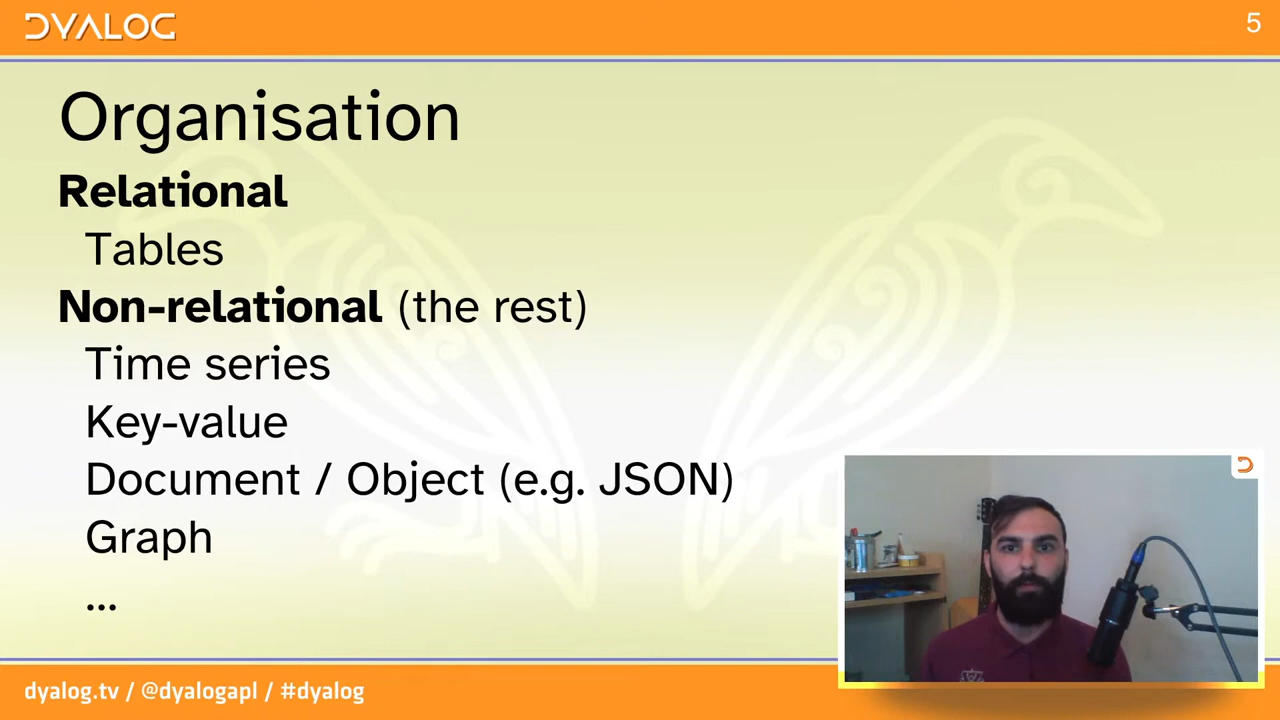 DYALOG
5
Organisation
Relational
Tables
Non-relational (the rest)
Time series
Key-value
Document / Object (e.g. JSON)
Graph
...
dyalog.tv / @dyalogapl / #dyalog